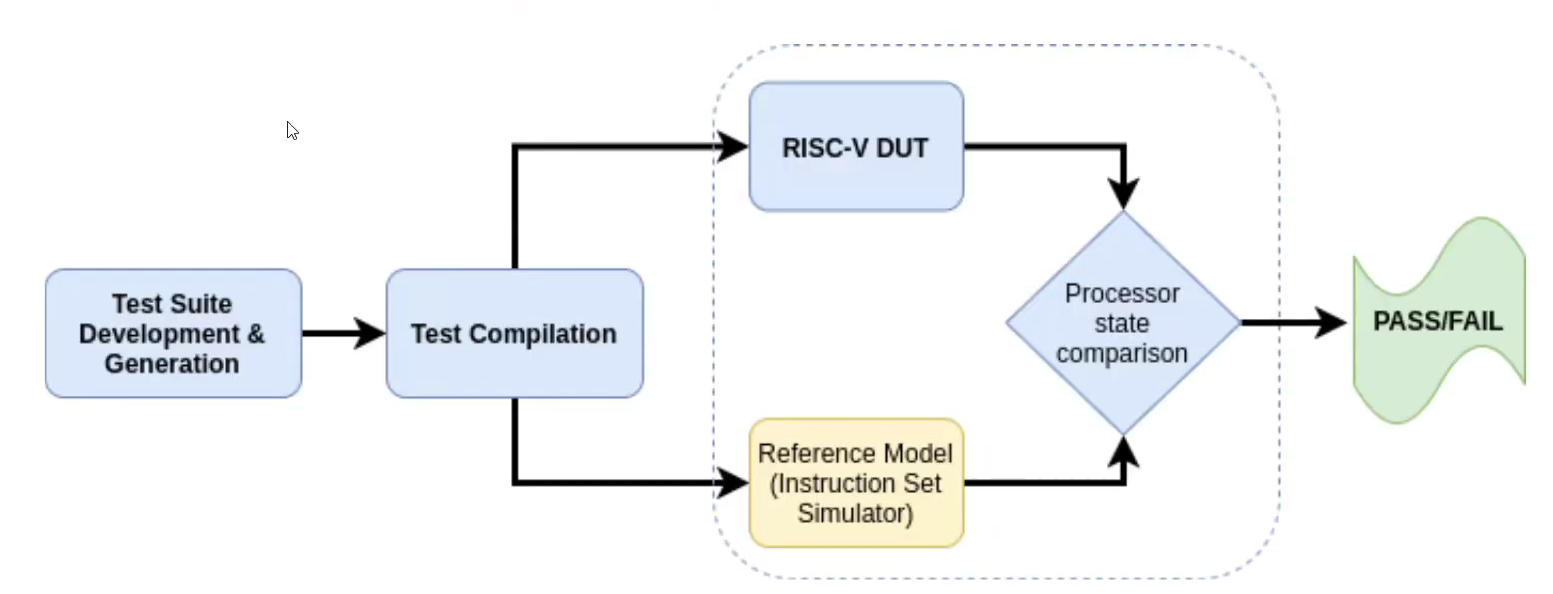 Test Suite
Development &
Generation
Test Compilation
RISC-V DUT
Reference Model
(Instruction Set
Simulator)
Processor
state
comparison
PASS/FAIL